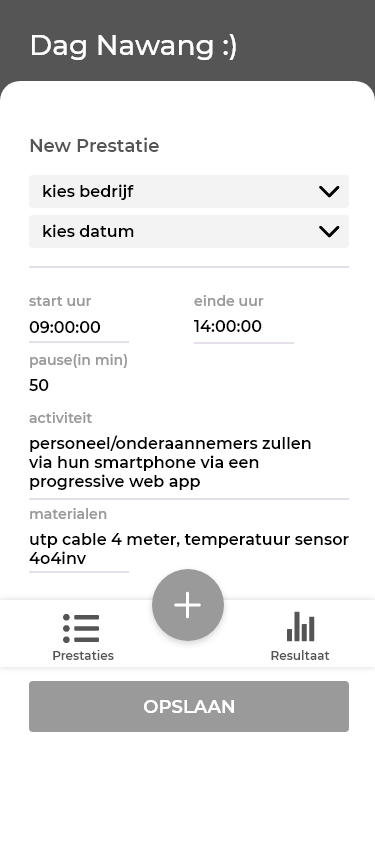 Dag Nawang :)
New Prestatie
kies bedrijf
kies datum
start uur
einde uur
09:00:00
14:00:00
pause(in min)
50
activiteit
personeel/onderaannemers zullen
via hun smartphone via een
progressive web app
materialen
utp cable 4 meter, temperatuur sensor
4o4inv
Prestaties
Resultaat
OPSLAAN